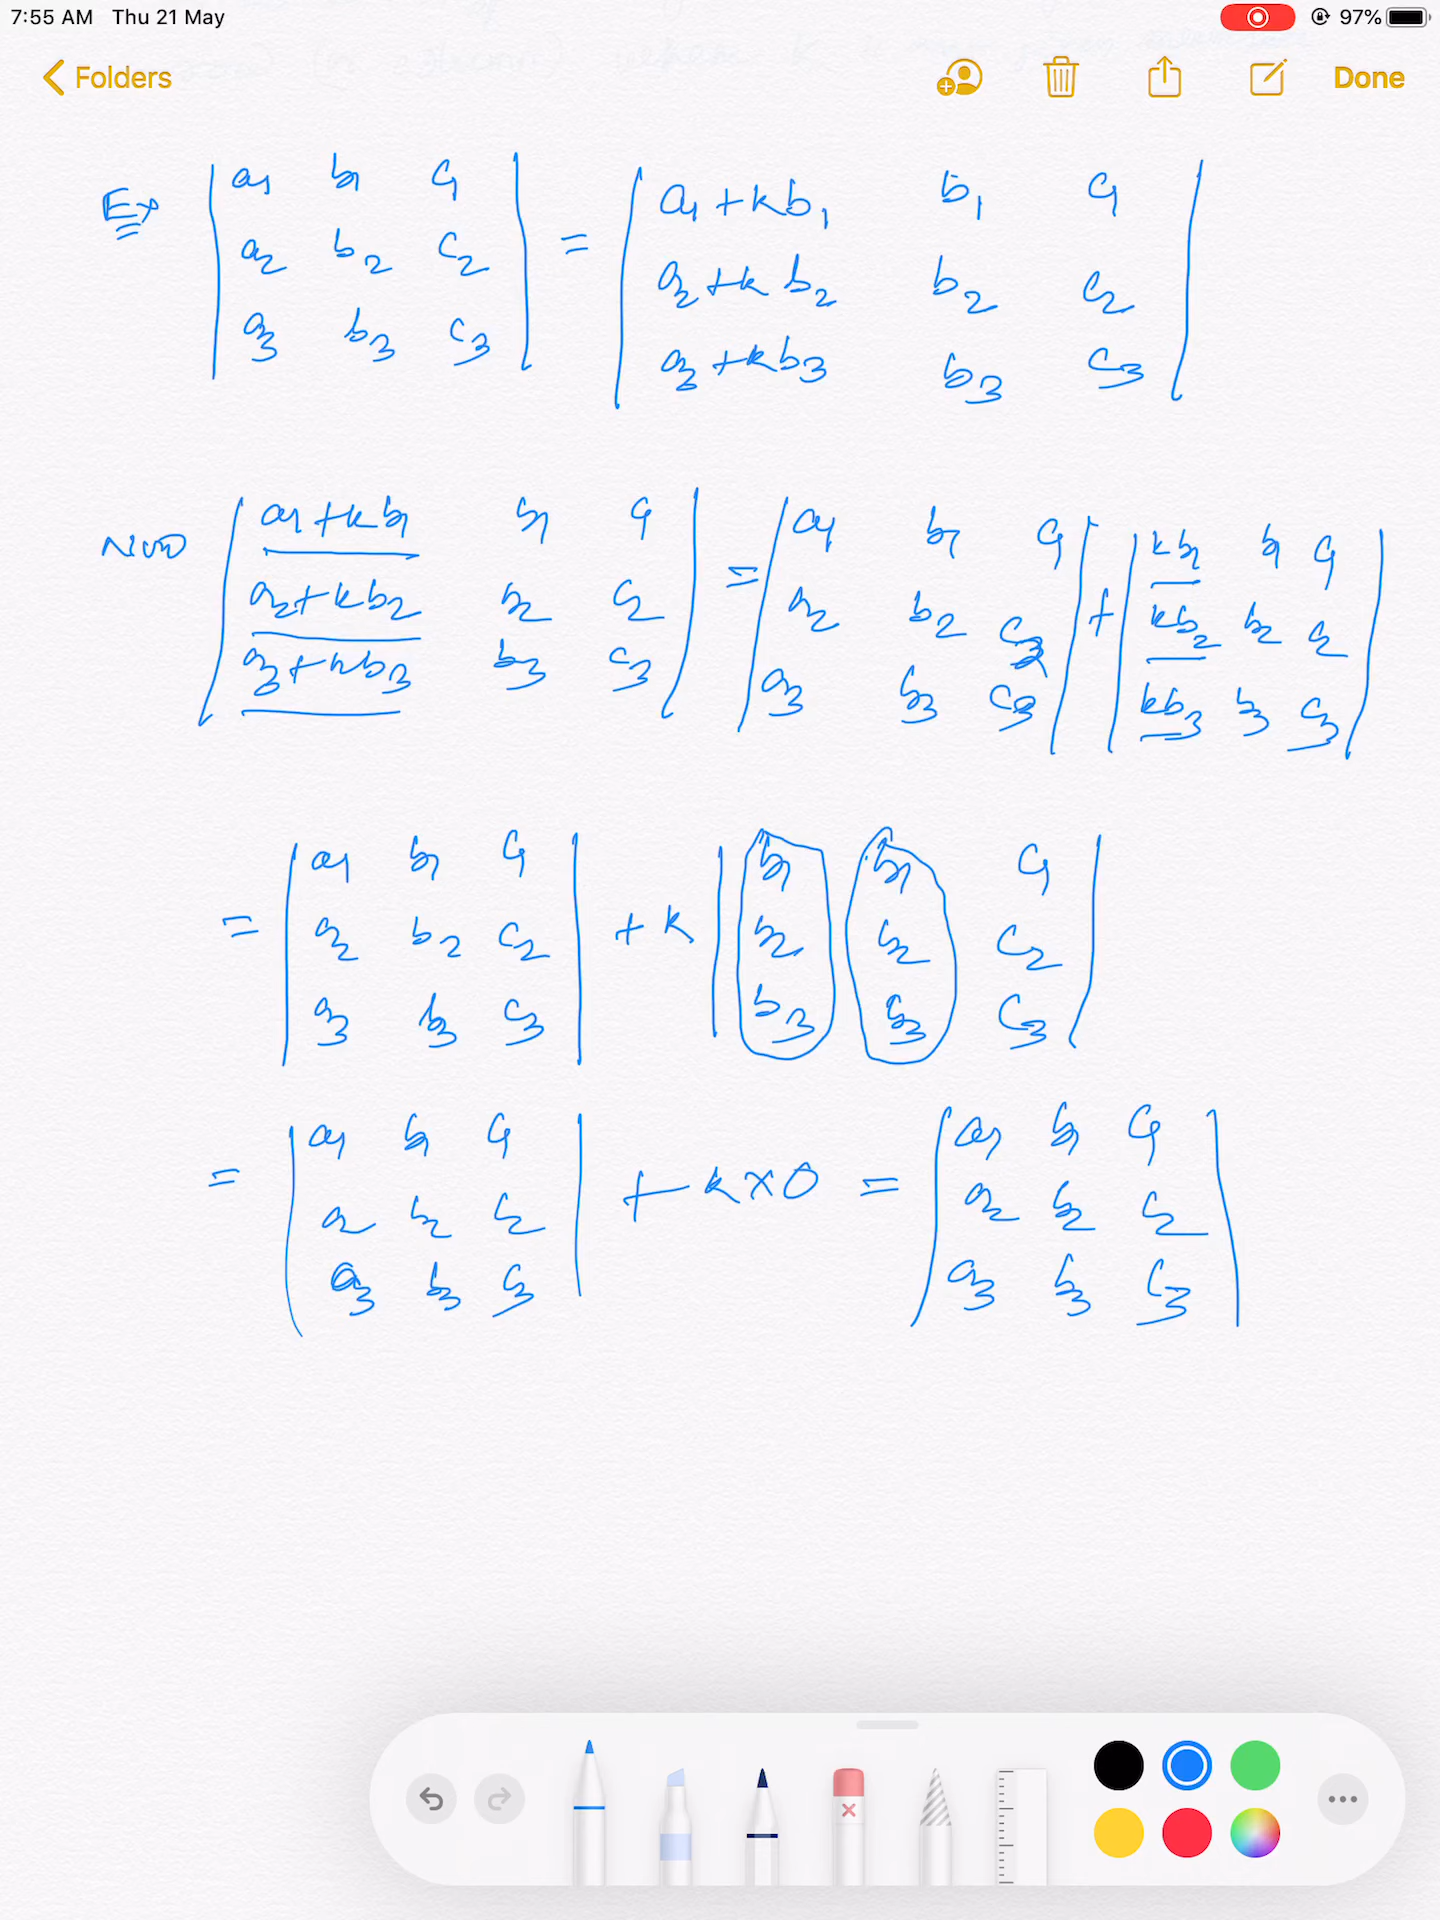 7:55 AM Thu 21 May 97%
Folders Done
Ex | a1 b1 c1 | = | a1+kb1 b1 c1 |
| a2 b2 c2 | | a2+kb2 b2 c2 |
| a3 b3 c3 | | a3+kb3 b3 c3 |
Now | a1+kb1 b1 c1 | = | a1 b1 c1 | + | kb1 b1 c1 |
| a2+kb2 b2 c2 | | a2 b2 c2 | | kb2 b2 c2 |
| a3+kb3 b3 c3 | | a3 b3 c3 | | kb3 b3 c3 |
= | a1 b1 c1 | + k | b1 b1 c1 |
| a2 b2 c2 | | b2 b2 c2 |
| a3 b3 c3 | | b3 b3 c3 |
= | a1 b1 c1 | + k×0 = | a1 b1 c1 |
| a2 b2 c2 | | a2 b2 c2 |
| a3 b3 c3 | | a3 b3 c3 |